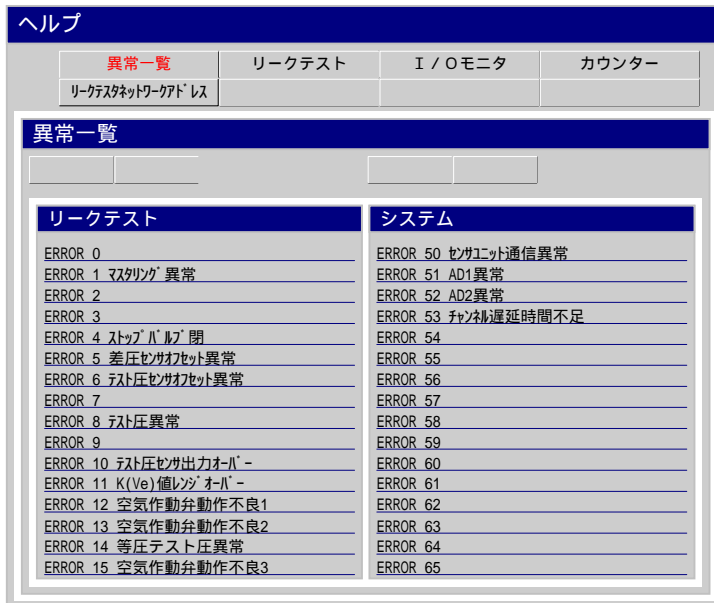 ヘルプ
異常一覧 リークテスト I/Oモニタ カウンター
ﾘｰｸﾃｽﾀﾈｯﾄﾜｰｸｱﾄﾞﾚｽ
異常一覧
リークテスト
ERROR 0
ERROR 1 ﾏｽﾀﾘﾝｸﾞ異常
ERROR 2
ERROR 3
ERROR 4 ｽﾄｯﾌﾟﾊﾞﾙﾌﾞ閉
ERROR 5 差圧ｾﾝｻｵﾌｾｯﾄ異常
ERROR 6 ﾃｽﾄ圧ｾﾝｻｵﾌｾｯﾄ異常
ERROR 7
ERROR 8 ﾃｽﾄ圧異常
ERROR 9
ERROR 10 ﾃｽﾄ圧ｾﾝｻ出力ｵｰﾊﾞｰ
ERROR 11 K(Ve)値ﾚﾝｼﾞｵｰﾊﾞｰ
ERROR 12 空気作動弁動作不良1
ERROR 13 空気作動弁動作不良2
ERROR 14 等圧テスト圧異常
ERROR 15 空気作動弁動作不良3
システム
ERROR 50 ｾﾝｻﾕﾆｯﾄ通信異常
ERROR 51 AD1異常
ERROR 52 AD2異常
ERROR 53 ﾁｬﾝﾈﾙ遅延時間不足
ERROR 54
ERROR 55
ERROR 56
ERROR 57
ERROR 58
ERROR 59
ERROR 60
ERROR 61
ERROR 62
ERROR 63
ERROR 64
ERROR 65